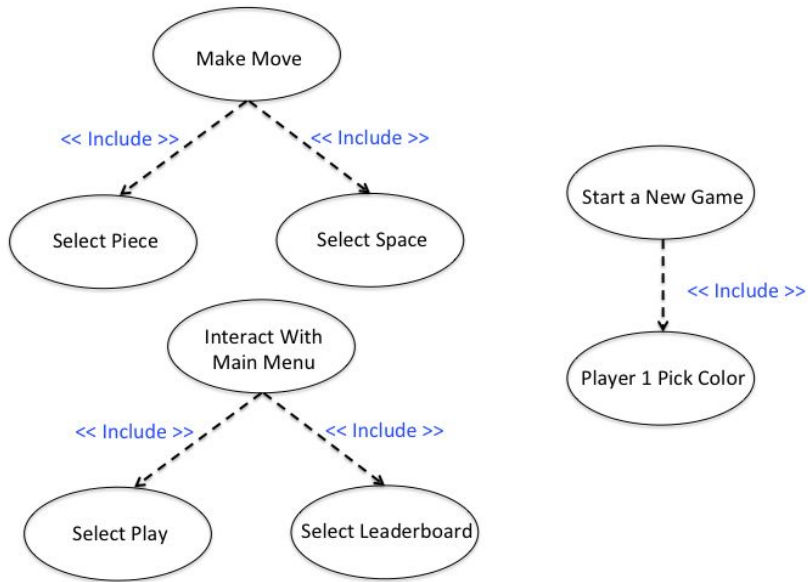 Make Move
<< Include >>
<< Include >>
Select Piece
Select Space
Start a New Game
<< Include >>
Player 1 Pick Color
Interact With
Main Menu
<< Include >>
<< Include >>
Select Play
Select Leaderboard